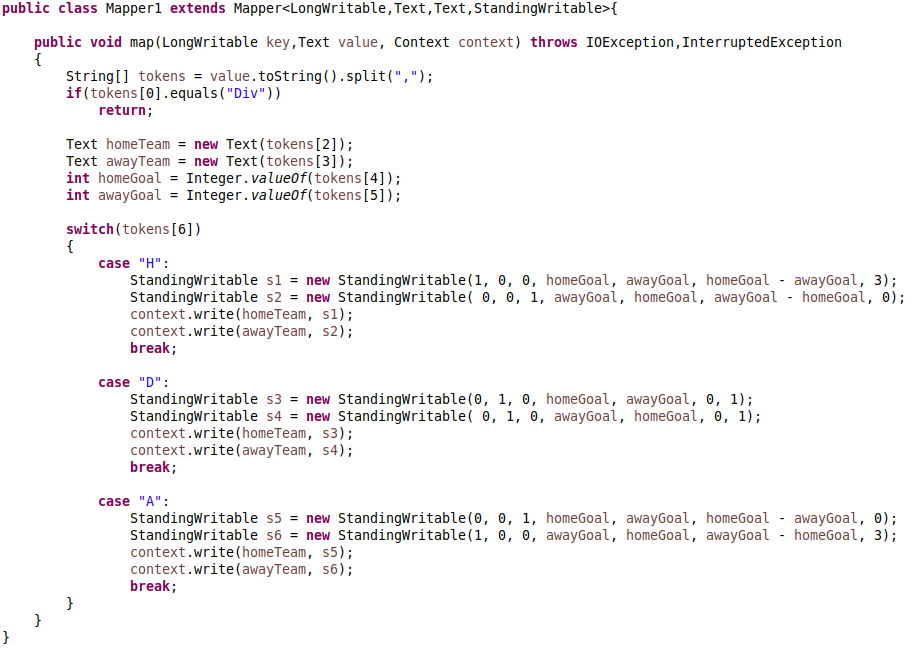 public class Mapper1 extends Mapper<LongWritable,Text,Text,StandingWritable>{
public void map(LongWritable key,Text value, Context context) throws IOException,InterruptedException
{
String[] tokens = value.toString().split(",");
if(tokens[0].equals("Div"))
return;
Text homeTeam = new Text(tokens[2]);
Text awayTeam = new Text(tokens[3]);
int homeGoal = Integer.valueOf(tokens[4]);
int awayGoal = Integer.valueOf(tokens[5]);
switch(tokens[6])
{
case "H":
StandingWritable s1 = new StandingWritable(1, 0, 0, homeGoal, awayGoal, homeGoal - awayGoal, 3);
StandingWritable s2 = new StandingWritable( 0, 0, 1, awayGoal, homeGoal, awayGoal - homeGoal, 0);
context.write(homeTeam, s1);
context.write(awayTeam, s2);
break;
case "D":
StandingWritable s3 = new StandingWritable(0, 1, 0, homeGoal, awayGoal, 0, 1);
StandingWritable s4 = new StandingWritable( 0, 1, 0, awayGoal, homeGoal, 0, 1);
context.write(homeTeam, s3);
context.write(awayTeam, s4);
break;
case "A":
StandingWritable s5 = new StandingWritable(0, 0, 1, homeGoal, awayGoal, homeGoal - awayGoal, 0);
StandingWritable s6 = new StandingWritable(1, 0, 0, awayGoal, homeGoal, awayGoal - homeGoal, 3);
context.write(homeTeam, s5);
context.write(awayTeam, s6);
break;
}
}
}